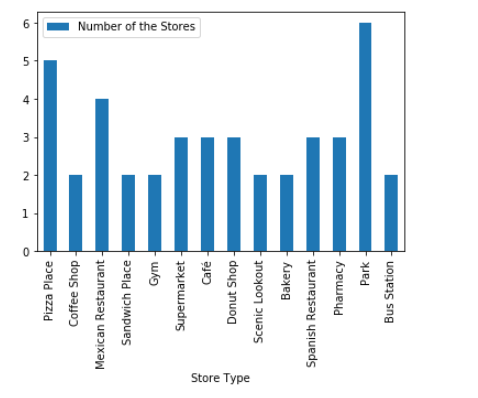 Number of the Stores
6
5
4
3
2
1
0
Pizza Place
Coffee Shop
Mexican Restaurant
Sandwich Place
Gym
Supermarket
Café
Donut Shop
Scenic Lookout
Bakery
Spanish Restaurant
Pharmacy
Park
Bus Station
Store Type